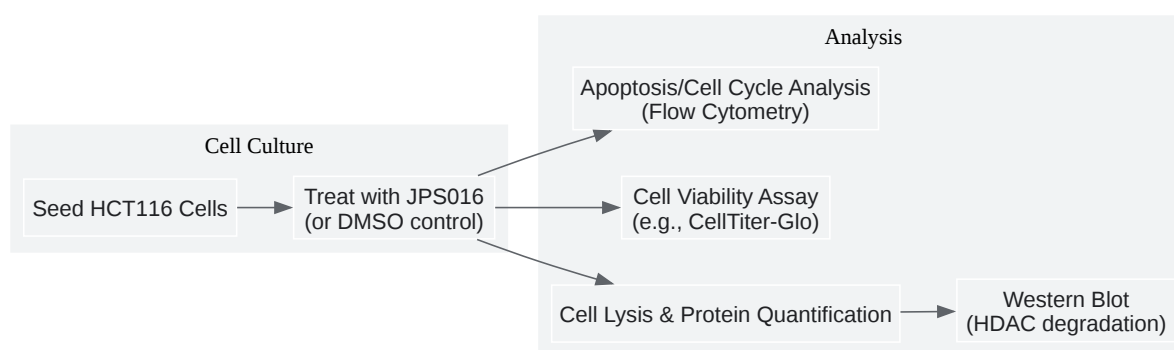 Cell Culture
Seed HCT116 Cells
Treat with JPS016
(or DMSO control)
Analysis
Apoptosis/Cell Cycle Analysis
(Flow Cytometry)
Cell Viability Assay
(e.g., CellTiter-Glo)
Cell Lysis & Protein Quantification
Western Blot
(HDAC degradation)